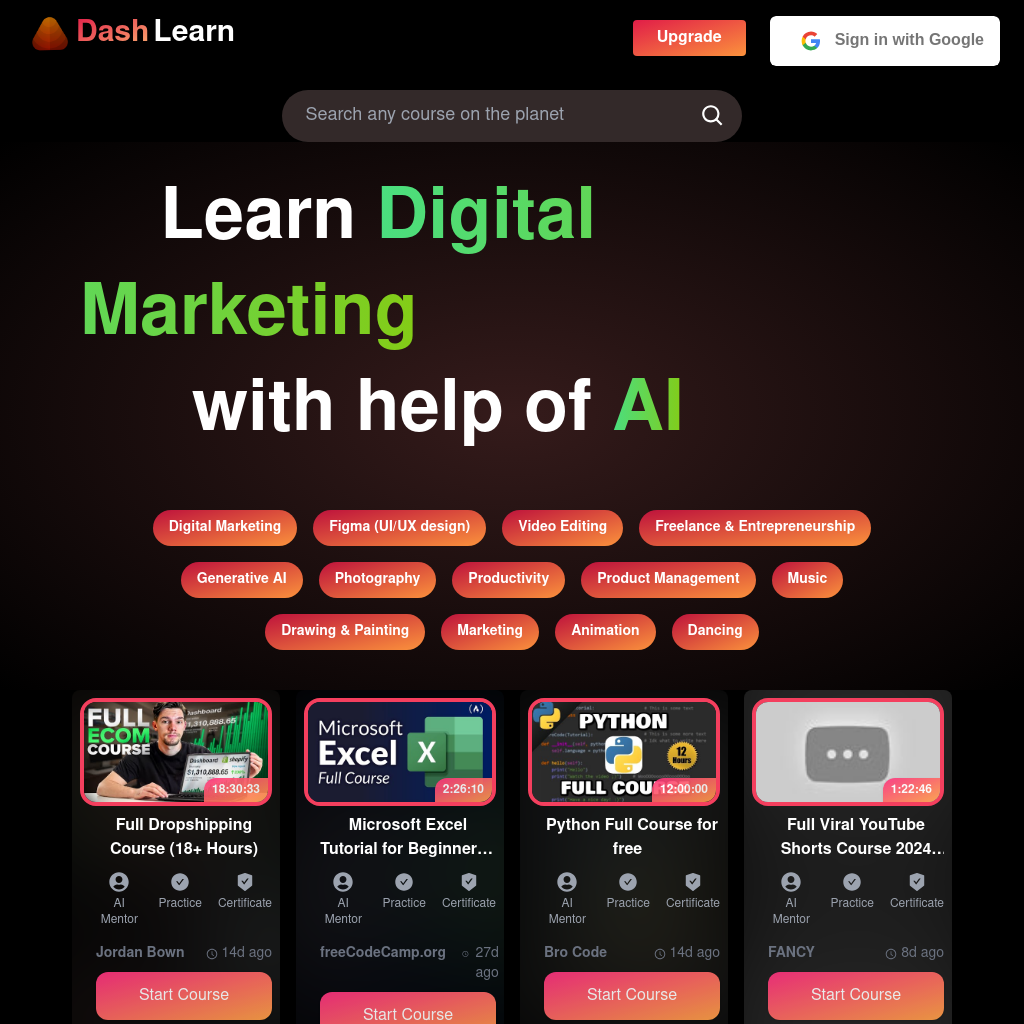 Dash Learn
Upgrade
Sign in with Google
Search any course on the planet
Learn Digital
Marketing
with help of AI
Digital Marketing
Figma (UI/UX design)
Video Editing
Freelance & Entrepreneurship
Generative AI
Photography
Productivity
Product Management
Music
Drawing & Painting
Marketing
Animation
Dancing
FULL
ECOM
COURSE
Dashboard
Dashboard
shopify
18:30:33
Full Dropshipping
Course (18+ Hours)
AI
Mentor
Practice
Certificate
Jordan Bown
14d ago
Start Course
Microsoft
Excel
Full Course
X
2:26:10
Microsoft Excel
Tutorial for Beginner…
AI
Mentor
Practice
Certificate
freeCodeCamp.org
27d
ago
Start Course
PYTHON
12
Hours
FULL COU
12:00:00
Python Full Course for
free
AI
Mentor
Practice
Certificate
Bro Code
14d ago
Start Course
1:22:46
Full Viral YouTube
Shorts Course 2024…
AI
Mentor
Practice
Certificate
FANCY
8d ago
Start Course